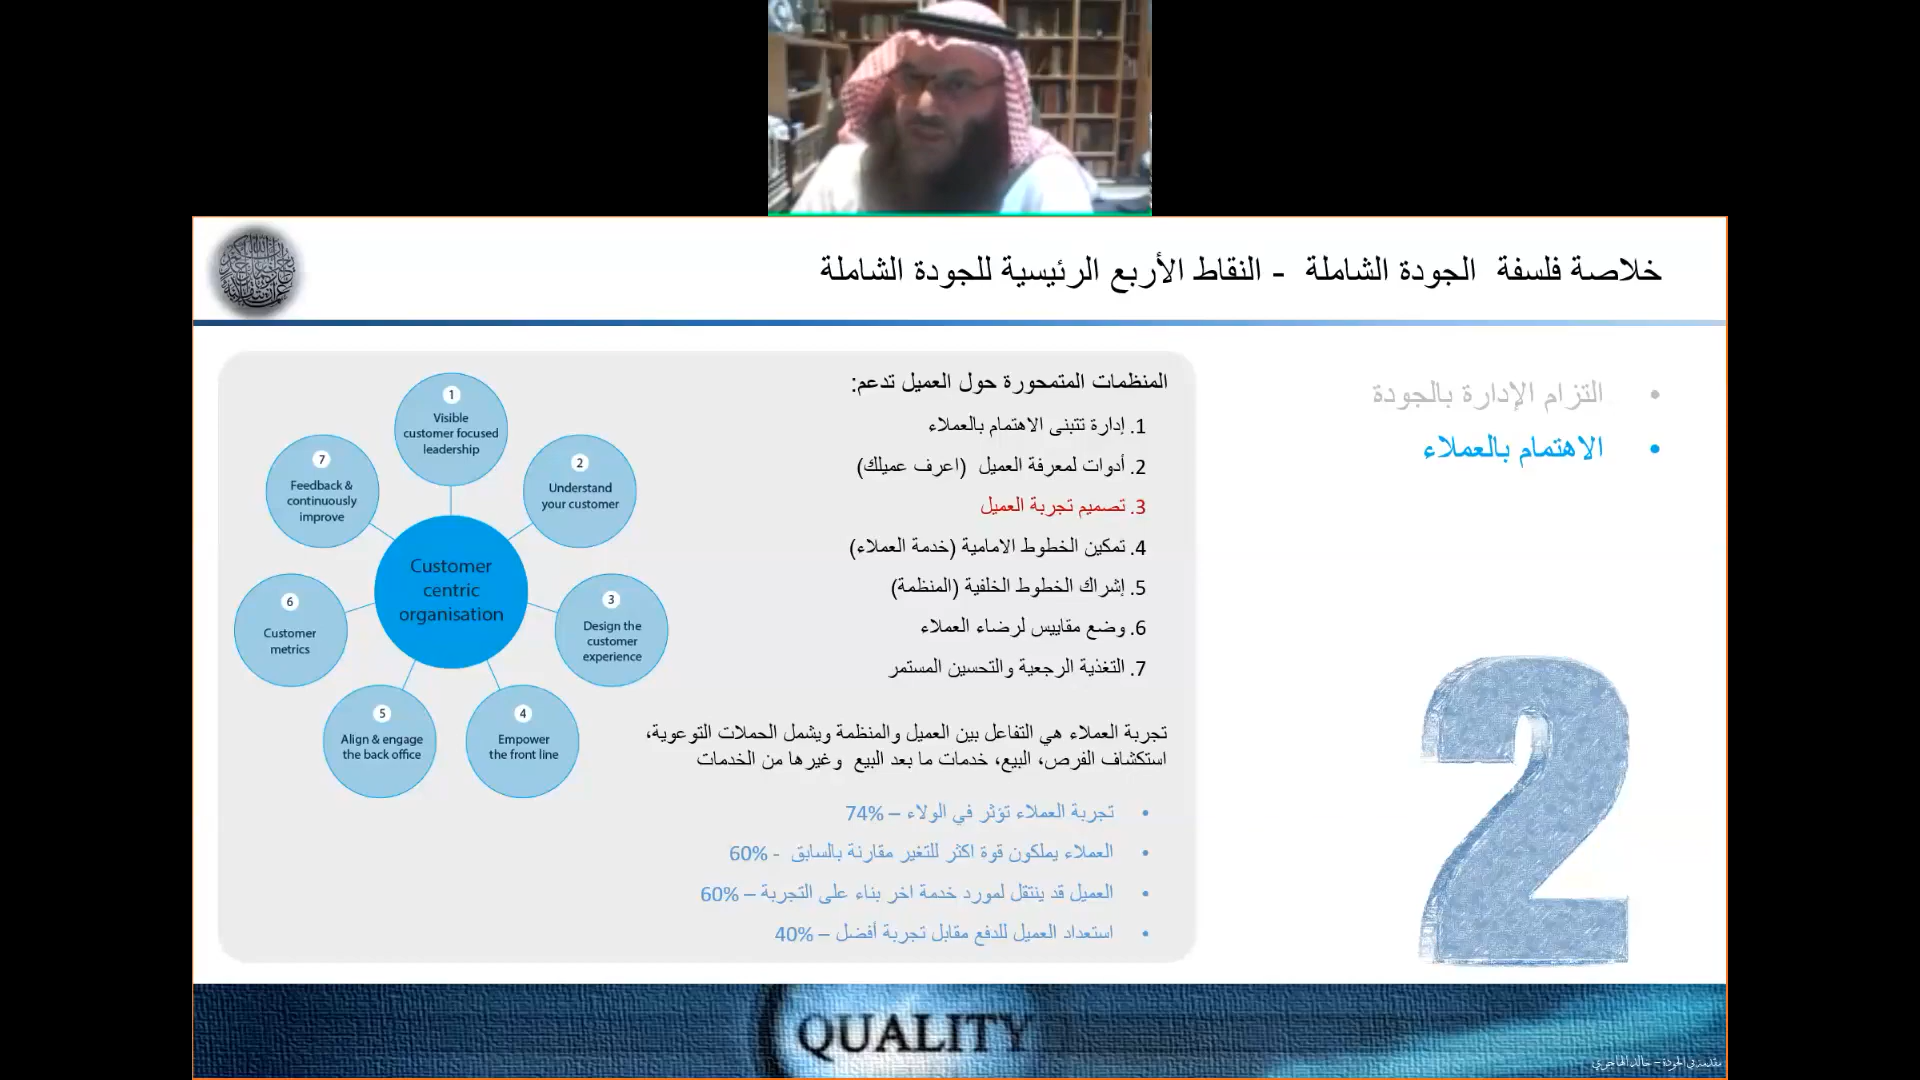 خلاصة فلسفة الجودة الشاملة - النقاط الأربع الرئيسية للجودة الشاملة
• التزام الإدارة بالجودة
• الاهتمام بالعملاء
المنظمات المتمحورة حول العميل تدعم:
1. إدارة تتبنى الاهتمام بالعملاء
2. أدوات لمعرفة العميل (اعرف عميلك)
3. تصميم تجربة العميل
4. تمكين الخطوط الامامية (خدمة العملاء)
5. إشراك الخطوط الخلفية (المنظمة)
6. وضع مقاييس لرضاء العملاء
7. التغذية الرجعية والتحسين المستمر
تجربة العملاء هي التفاعل بين العميل والمنظمة ويشمل الحملات التوعوية،
استكشاف الفرص، البيع، خدمات ما بعد البيع وغيرها من الخدمات
• تجربة العملاء تؤثر في الولاء – 74%
• العملاء يملكون قوة اكثر للتغير مقارنة بالسابق - 60%
• العميل قد ينتقل لمورد خدمة اخر بناء على التجربة – 60%
• استعداد العميل للدفع مقابل تجربة أفضل – 40%
Customer
centric
organisation
1
Visible
customer focused
leadership
2
Understand
your customer
3
Design the
customer
experience
4
Empower
the front line
5
Align & engage
the back office
6
Customer
metrics
7
Feedback &
continuously
improve
2
QUALITY
مقدمة في الجودة – خالد الهاجري